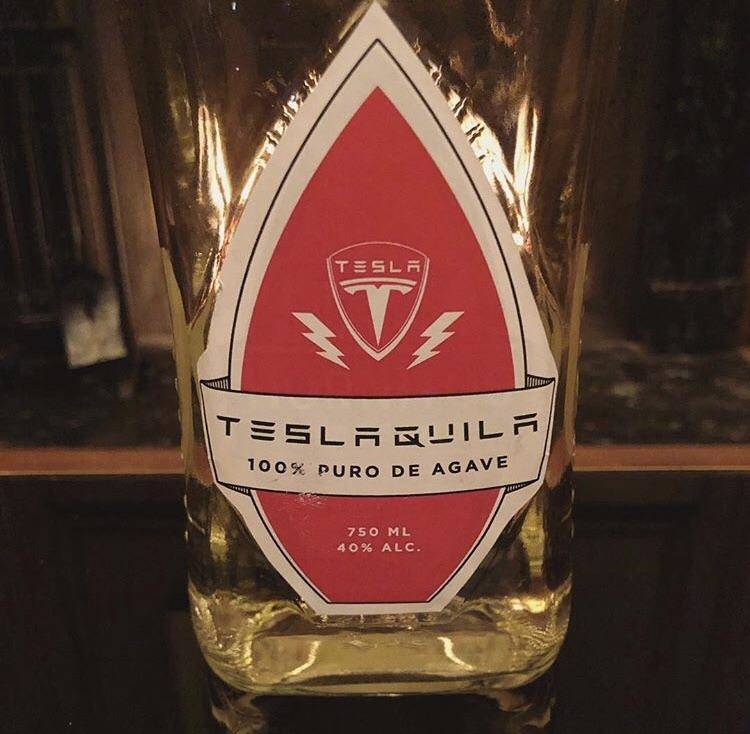 TESLA
TESLAQUILA
100% PURO DE AGAVE
750 ML
40% ALC.